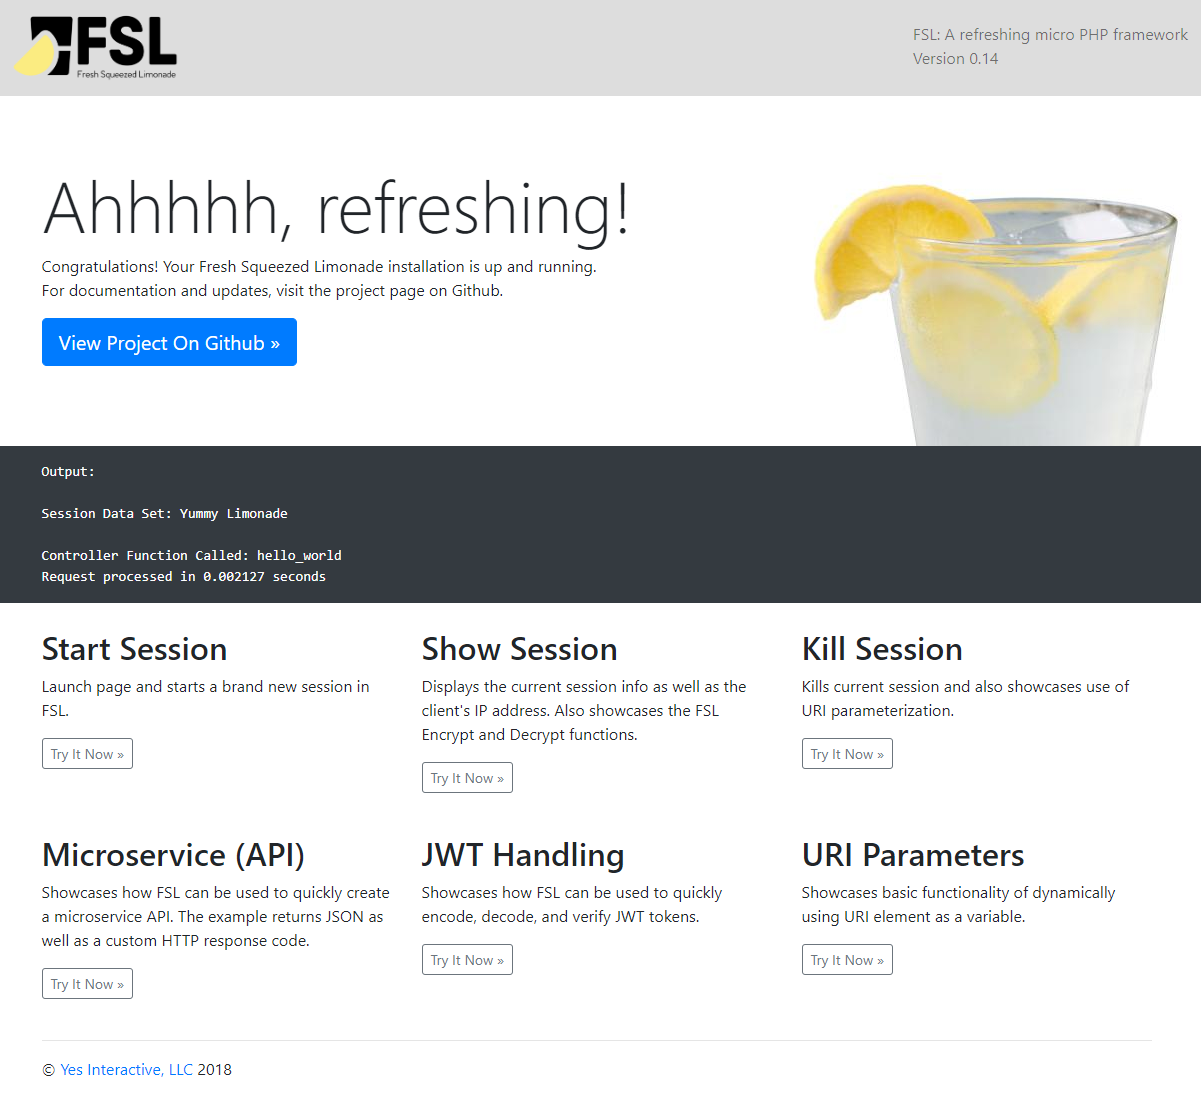 FSL
Fresh Squeezed Limonade
FSL: A refreshing micro PHP framework
Version 0.14
Ahhhhh, refreshing!
Congratulations! Your Fresh Squeezed Limonade installation is up and running.
For documentation and updates, visit the project page on Github.
View Project On Github »
Output:
Session Data Set: Yummy Limonade
Controller Function Called: hello_world
Request processed in 0.002127 seconds
Start Session
Launch page and starts a brand new session in
FSL.
Try It Now »
Show Session
Displays the current session info as well as the
client's IP address. Also showcases the FSL
Encrypt and Decrypt functions.
Try It Now »
Kill Session
Kills current session and also showcases use of
URI parameterization.
Try It Now »
Microservice (API)
Showcases how FSL can be used to quickly create
a microservice API. The example returns JSON as
well as a custom HTTP response code.
Try It Now »
JWT Handling
Showcases how FSL can be used to quickly
encode, decode, and verify JWT tokens.
Try It Now »
URI Parameters
Showcases basic functionality of dynamically
using URI element as a variable.
Try It Now »
© Yes Interactive, LLC 2018